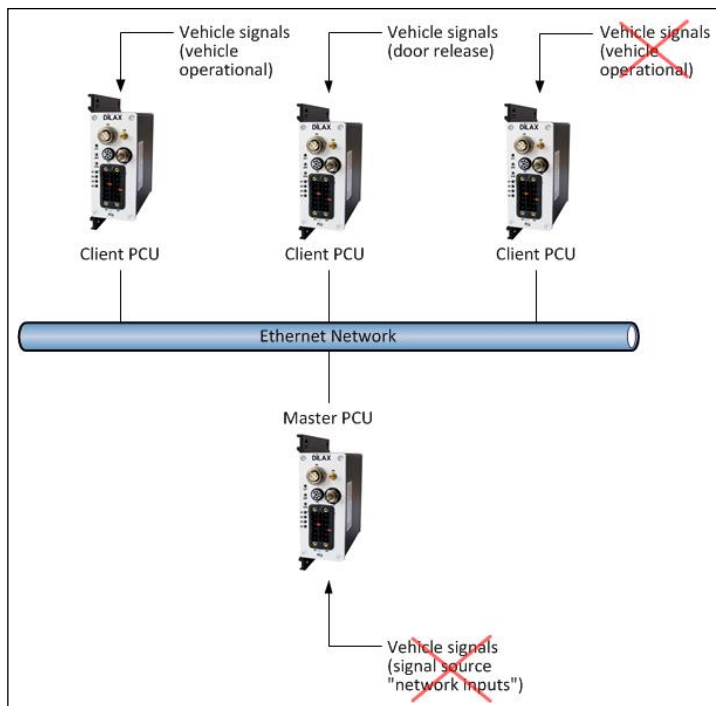 Vehicle signals
(vehicle
operational)
Vehicle signals
(door release)
Vehicle signals
(vehicle
operational)
DILAX
DILAX
DILAX
Client PCU
Client PCU
Client PCU
Ethernet Network
Master PCU
DILAX
Vehicle signals
(signal source
"network inputs")